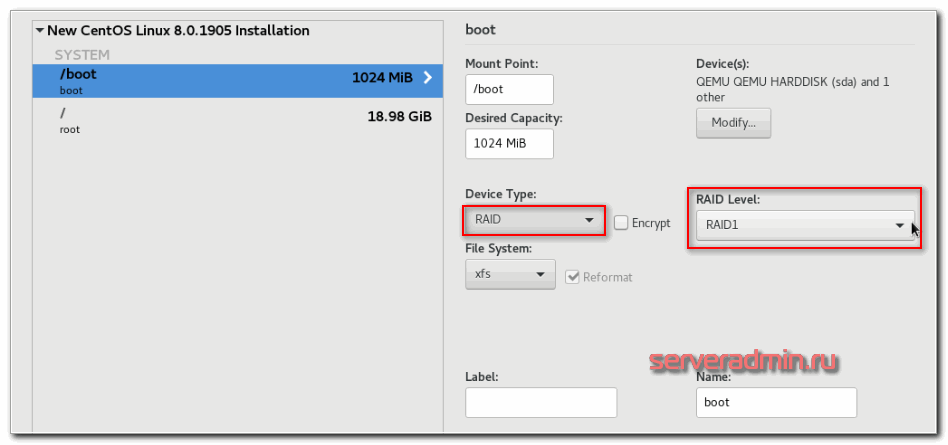 New CentOS Linux 8.0.1905 Installation
SYSTEM
/boot 1024 MiB
boot
/ 18.98 GiB
root
boot
Mount Point:
/boot
Desired Capacity:
1024 MiB
Device(s):
QEMU QEMU HARDDISK (sda) and 1
other
Modify...
Device Type:
RAID
Encrypt
RAID Level:
RAID1
File System:
xfs
Reformat
serveradmin.ru
Label:
Name:
boot